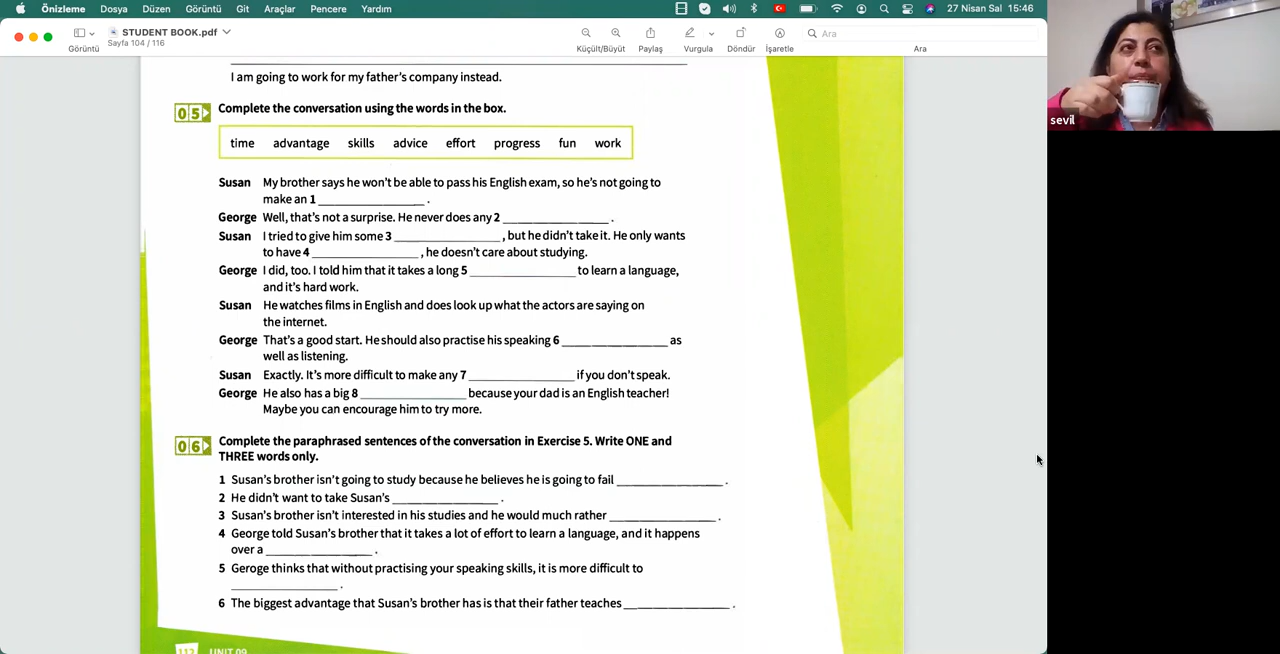 Önizleme Dosya Düzen Görüntü Git Araçlar Pencere Yardım 27 Nisan Sal 15:46
STUDENT BOOK.pdf
Sayfa 104 / 116
Ara
Görüntü Küçült/Büyüt Paylaş Vurgula Döndür İşaretle Ara
I am going to work for my father's company instead.
05 Complete the conversation using the words in the box.
time advantage skills advice effort progress fun work
Susan My brother says he won't be able to pass his English exam, so he's not going to
make an 1 ________________ .
George Well, that's not a surprise. He never does any 2 ________________ .
Susan I tried to give him some 3 ________________ , but he didn't take it. He only wants
to have 4 ________________ , he doesn't care about studying.
George I did, too. I told him that it takes a long 5 ________________ to learn a language,
and it's hard work.
Susan He watches films in English and does look up what the actors are saying on
the internet.
George That's a good start. He should also practise his speaking 6 ________________ as
well as listening.
Susan Exactly. It's more difficult to make any 7 ________________ if you don't speak.
George He also has a big 8 ________________ because your dad is an English teacher!
Maybe you can encourage him to try more.
06 Complete the paraphrased sentences of the conversation in Exercise 5. Write ONE and
THREE words only.
1 Susan's brother isn't going to study because he believes he is going to fail ________________ .
2 He didn't want to take Susan's ________________ .
3 Susan's brother isn't interested in his studies and he would much rather ________________ .
4 George told Susan's brother that it takes a lot of effort to learn a language, and it happens
over a ________________ .
5 Geroge thinks that without practising your speaking skills, it is more difficult to
________________ .
6 The biggest advantage that Susan's brother has is that their father teaches ________________ .
112 UNIT 09
sevil